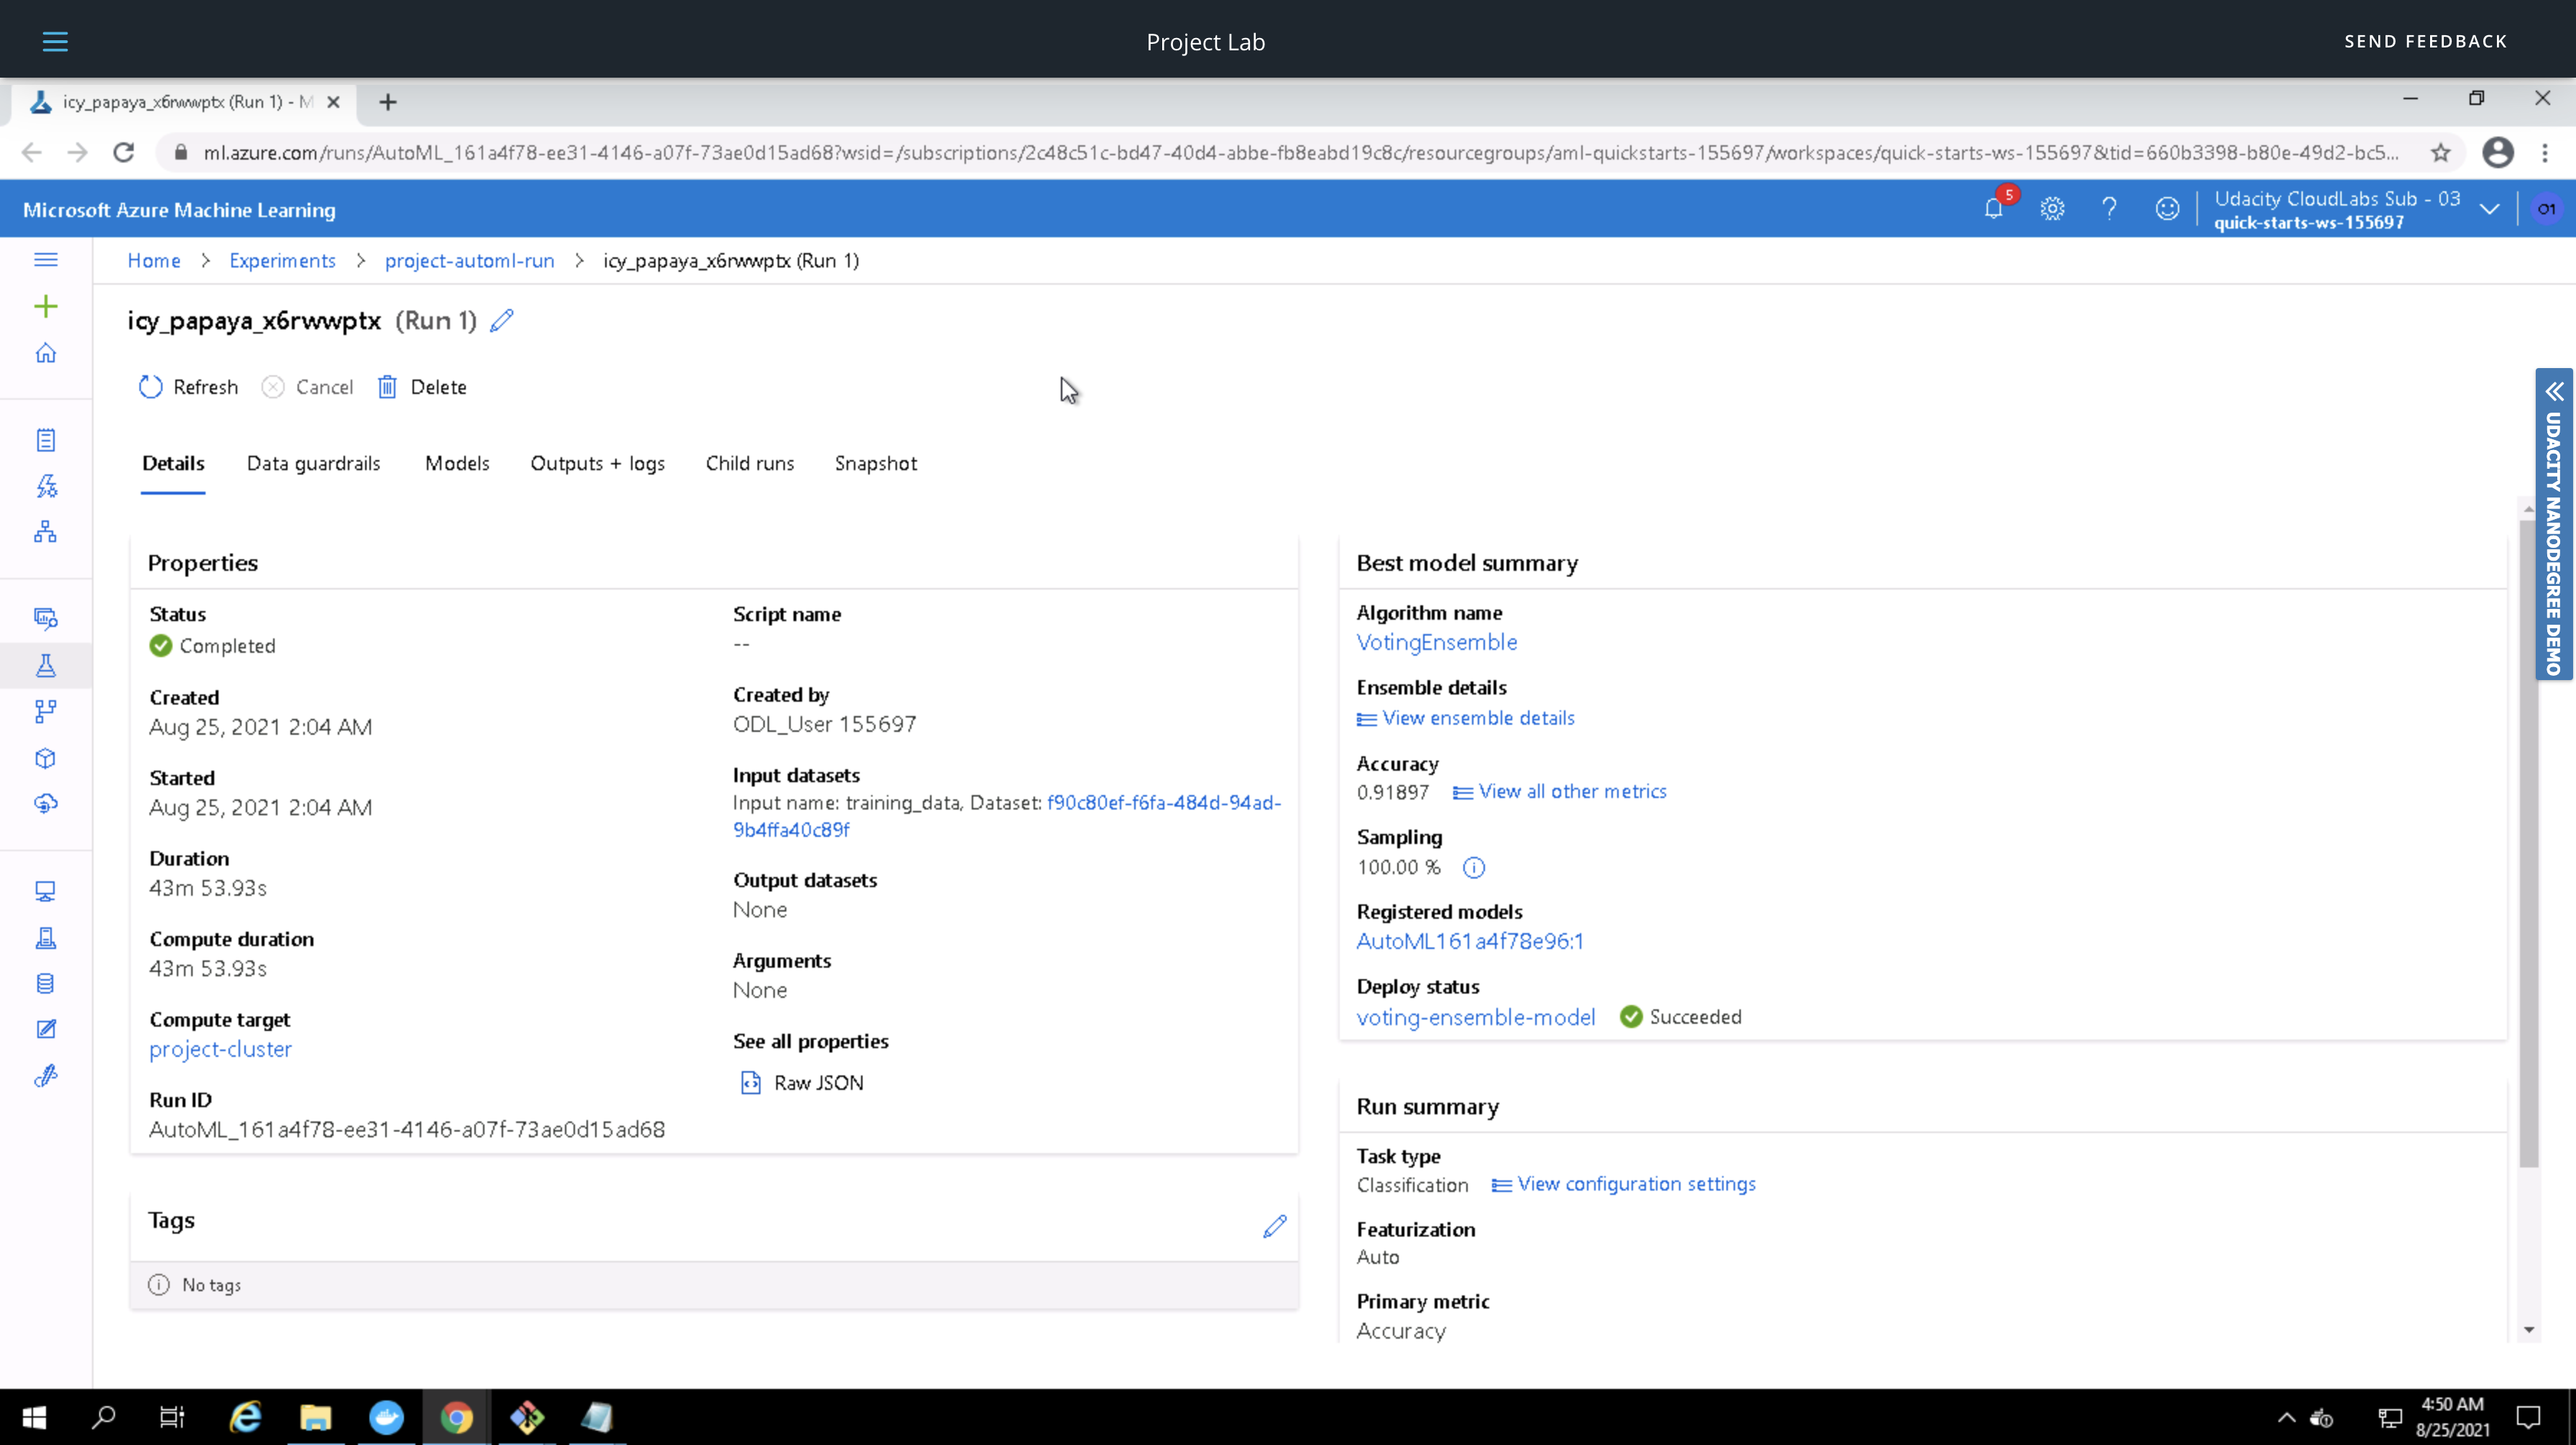 Project Lab
SEND FEEDBACK
icy_papaya_x6rwwptx (Run 1) - M
ml.azure.com/runs/AutoML_161a4f78-ee31-4146-a07f-73ae0d15ad68?wsid=/subscriptions/2c48c51c-bd47-40d4-abbe-fb8eabd19c8c/resourcegroups/aml-quickstarts-155697/workspaces/quick-starts-ws-155697&tid=660b3398-b80e-49d2-bc5...
Microsoft Azure Machine Learning
5
Udacity CloudLabs Sub - 03
quick-starts-ws-155697
O1
Home > Experiments > project-automl-run > icy_papaya_x6rwwptx (Run 1)
icy_papaya_x6rwwptx (Run 1)
Refresh Cancel Delete
Details Data guardrails Models Outputs + logs Child runs Snapshot
UDACITY NANODEGREE DEMO
Properties
Status
Completed
Created
Aug 25, 2021 2:04 AM
Started
Aug 25, 2021 2:04 AM
Duration
43m 53.93s
Compute duration
43m 53.93s
Compute target
project-cluster
Run ID
AutoML_161a4f78-ee31-4146-a07f-73ae0d15ad68
Script name
--
Created by
ODL_User 155697
Input datasets
Input name: training_data, Dataset: f90c80ef-f6fa-484d-94ad-
9b4ffa40c89f
Output datasets
None
Arguments
None
See all properties
Raw JSON
Tags
No tags
Best model summary
Algorithm name
VotingEnsemble
Ensemble details
View ensemble details
Accuracy
0.91897 View all other metrics
Sampling
100.00 %
Registered models
AutoML161a4f78e96:1
Deploy status
voting-ensemble-model Succeeded
Run summary
Task type
Classification View configuration settings
Featurization
Auto
Primary metric
Accuracy
4:50 AM
8/25/2021